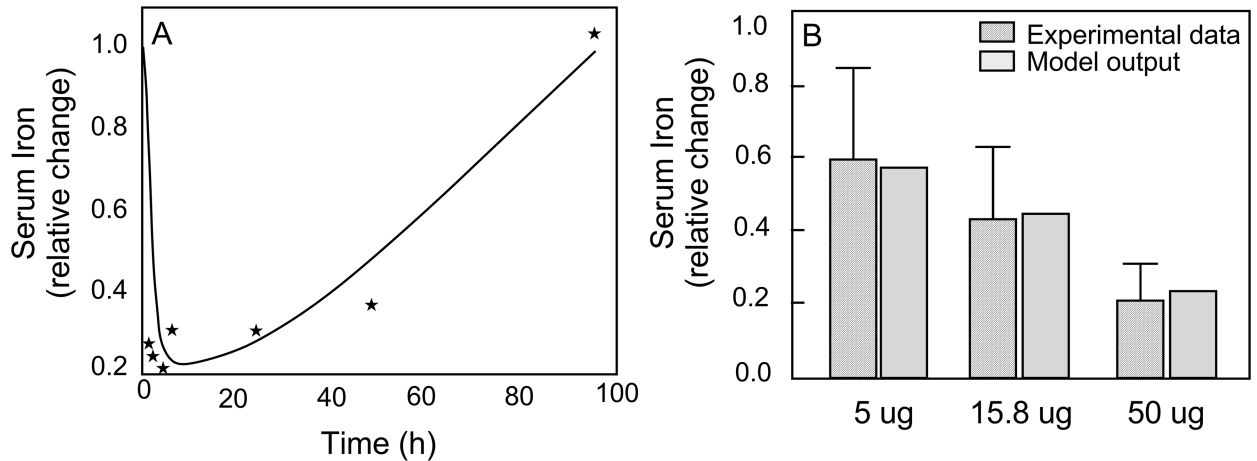 A
1.0
0.8
0.6
0.4
0.2
Serum Iron
(relative change)
0
20
40
60
80
100
Time (h)
B
Experimental data
Model output
1.0
0.8
0.6
0.4
0.2
0.0
Serum Iron
(relative change)
5 ug
15.8 ug
50 ug